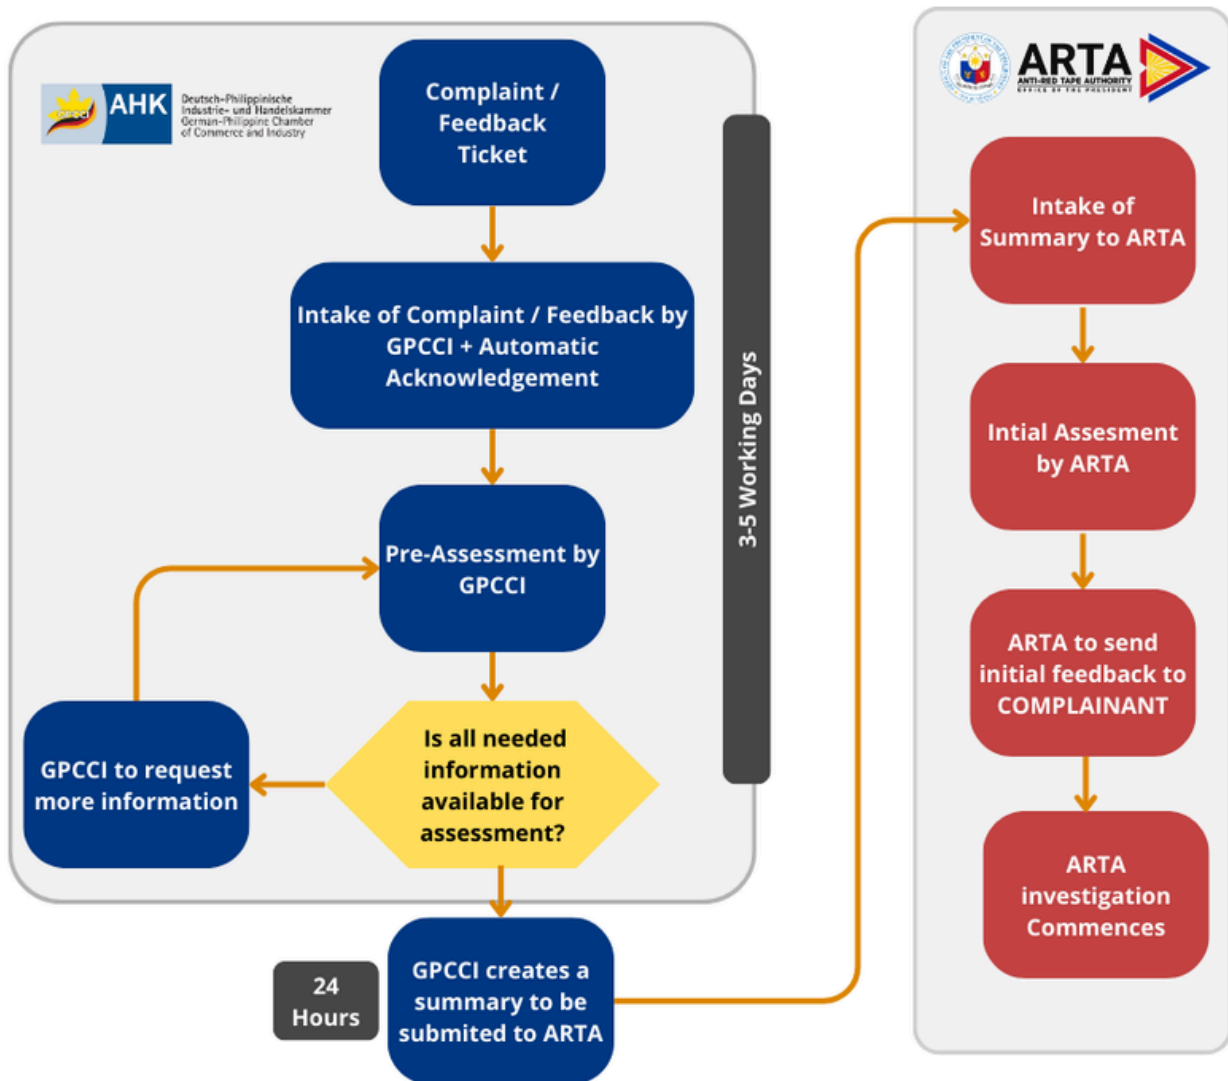 AHK
Deutsch-Philippinische
Industrie- und Handelskammer
German-Philippine Chamber
of Commerce and Industry
Complaint /
Feedback
Ticket
Intake of Complaint / Feedback by
GPCCI + Automatic
Acknowledgement
Pre-Assessment by
GPCCI
Is all needed
information
available for
assessment?
GPCCI to request
more information
3-5 Working Days
24
Hours
GPCCI creates a
summary to be
submited to ARTA
ARTA
ANTI-RED TAPE AUTHORITY
OFFICE OF THE PRESIDENT
Intake of
Summary to ARTA
Intial Assesment
by ARTA
ARTA to send
initial feedback to
COMPLAINANT
ARTA
investigation
Commences